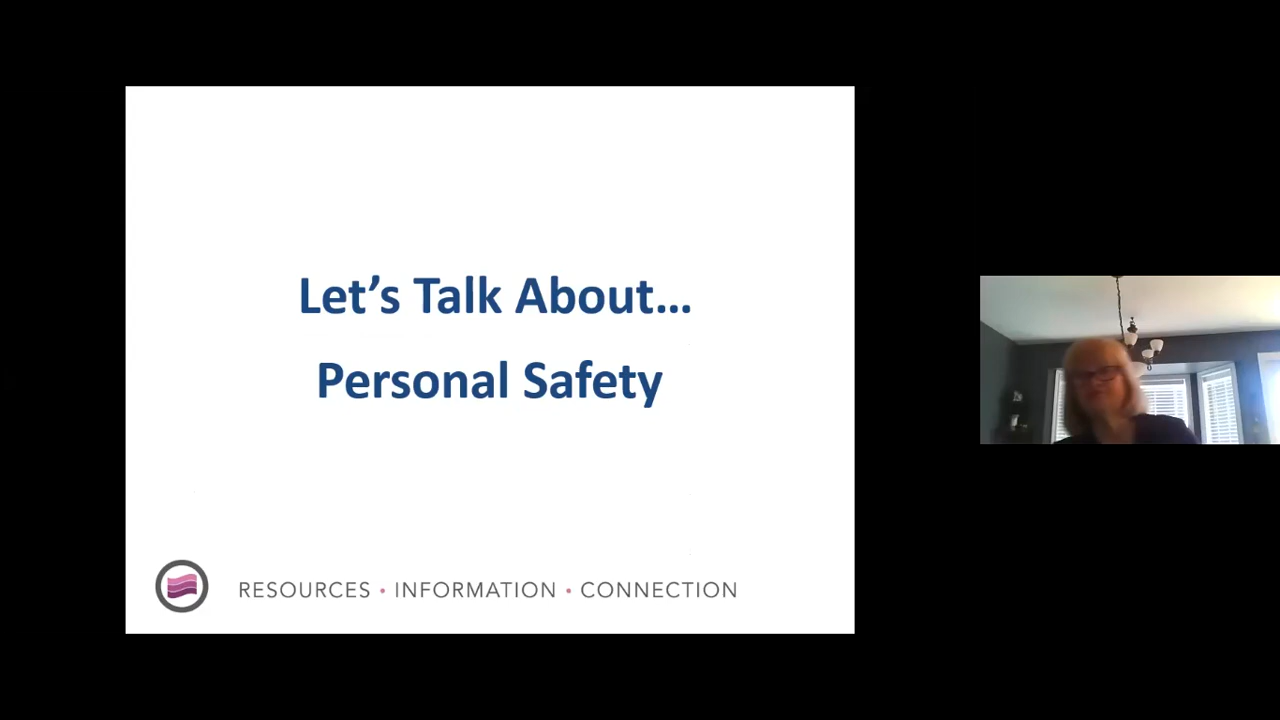 Let’s Talk About…
Personal Safety
RESOURCES • INFORMATION • CONNECTION